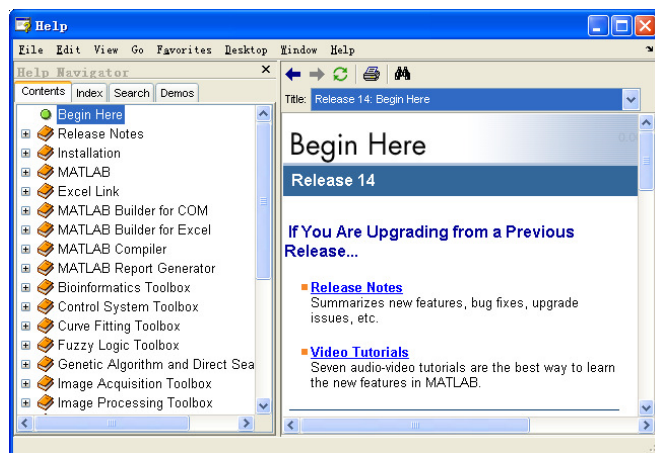 Help
File Edit View Go Favorites Desktop Window Help
Help Navigator
Contents Index Search Demos
Begin Here
Release Notes
Installation
MATLAB
Excel Link
MATLAB Builder for COM
MATLAB Builder for Excel
MATLAB Compiler
MATLAB Report Generator
Bioinformatics Toolbox
Control System Toolbox
Curve Fitting Toolbox
Fuzzy Logic Toolbox
Genetic Algorithm and Direct Sea
Image Acquisition Toolbox
Image Processing Toolbox
Title: Release 14: Begin Here
Begin Here
Release 14
If You Are Upgrading from a Previous
Release...
Release Notes
Summarizes new features, bug fixes, upgrade
issues, etc.
Video Tutorials
Seven audio-video tutorials are the best way to learn
the new features in MATLAB.